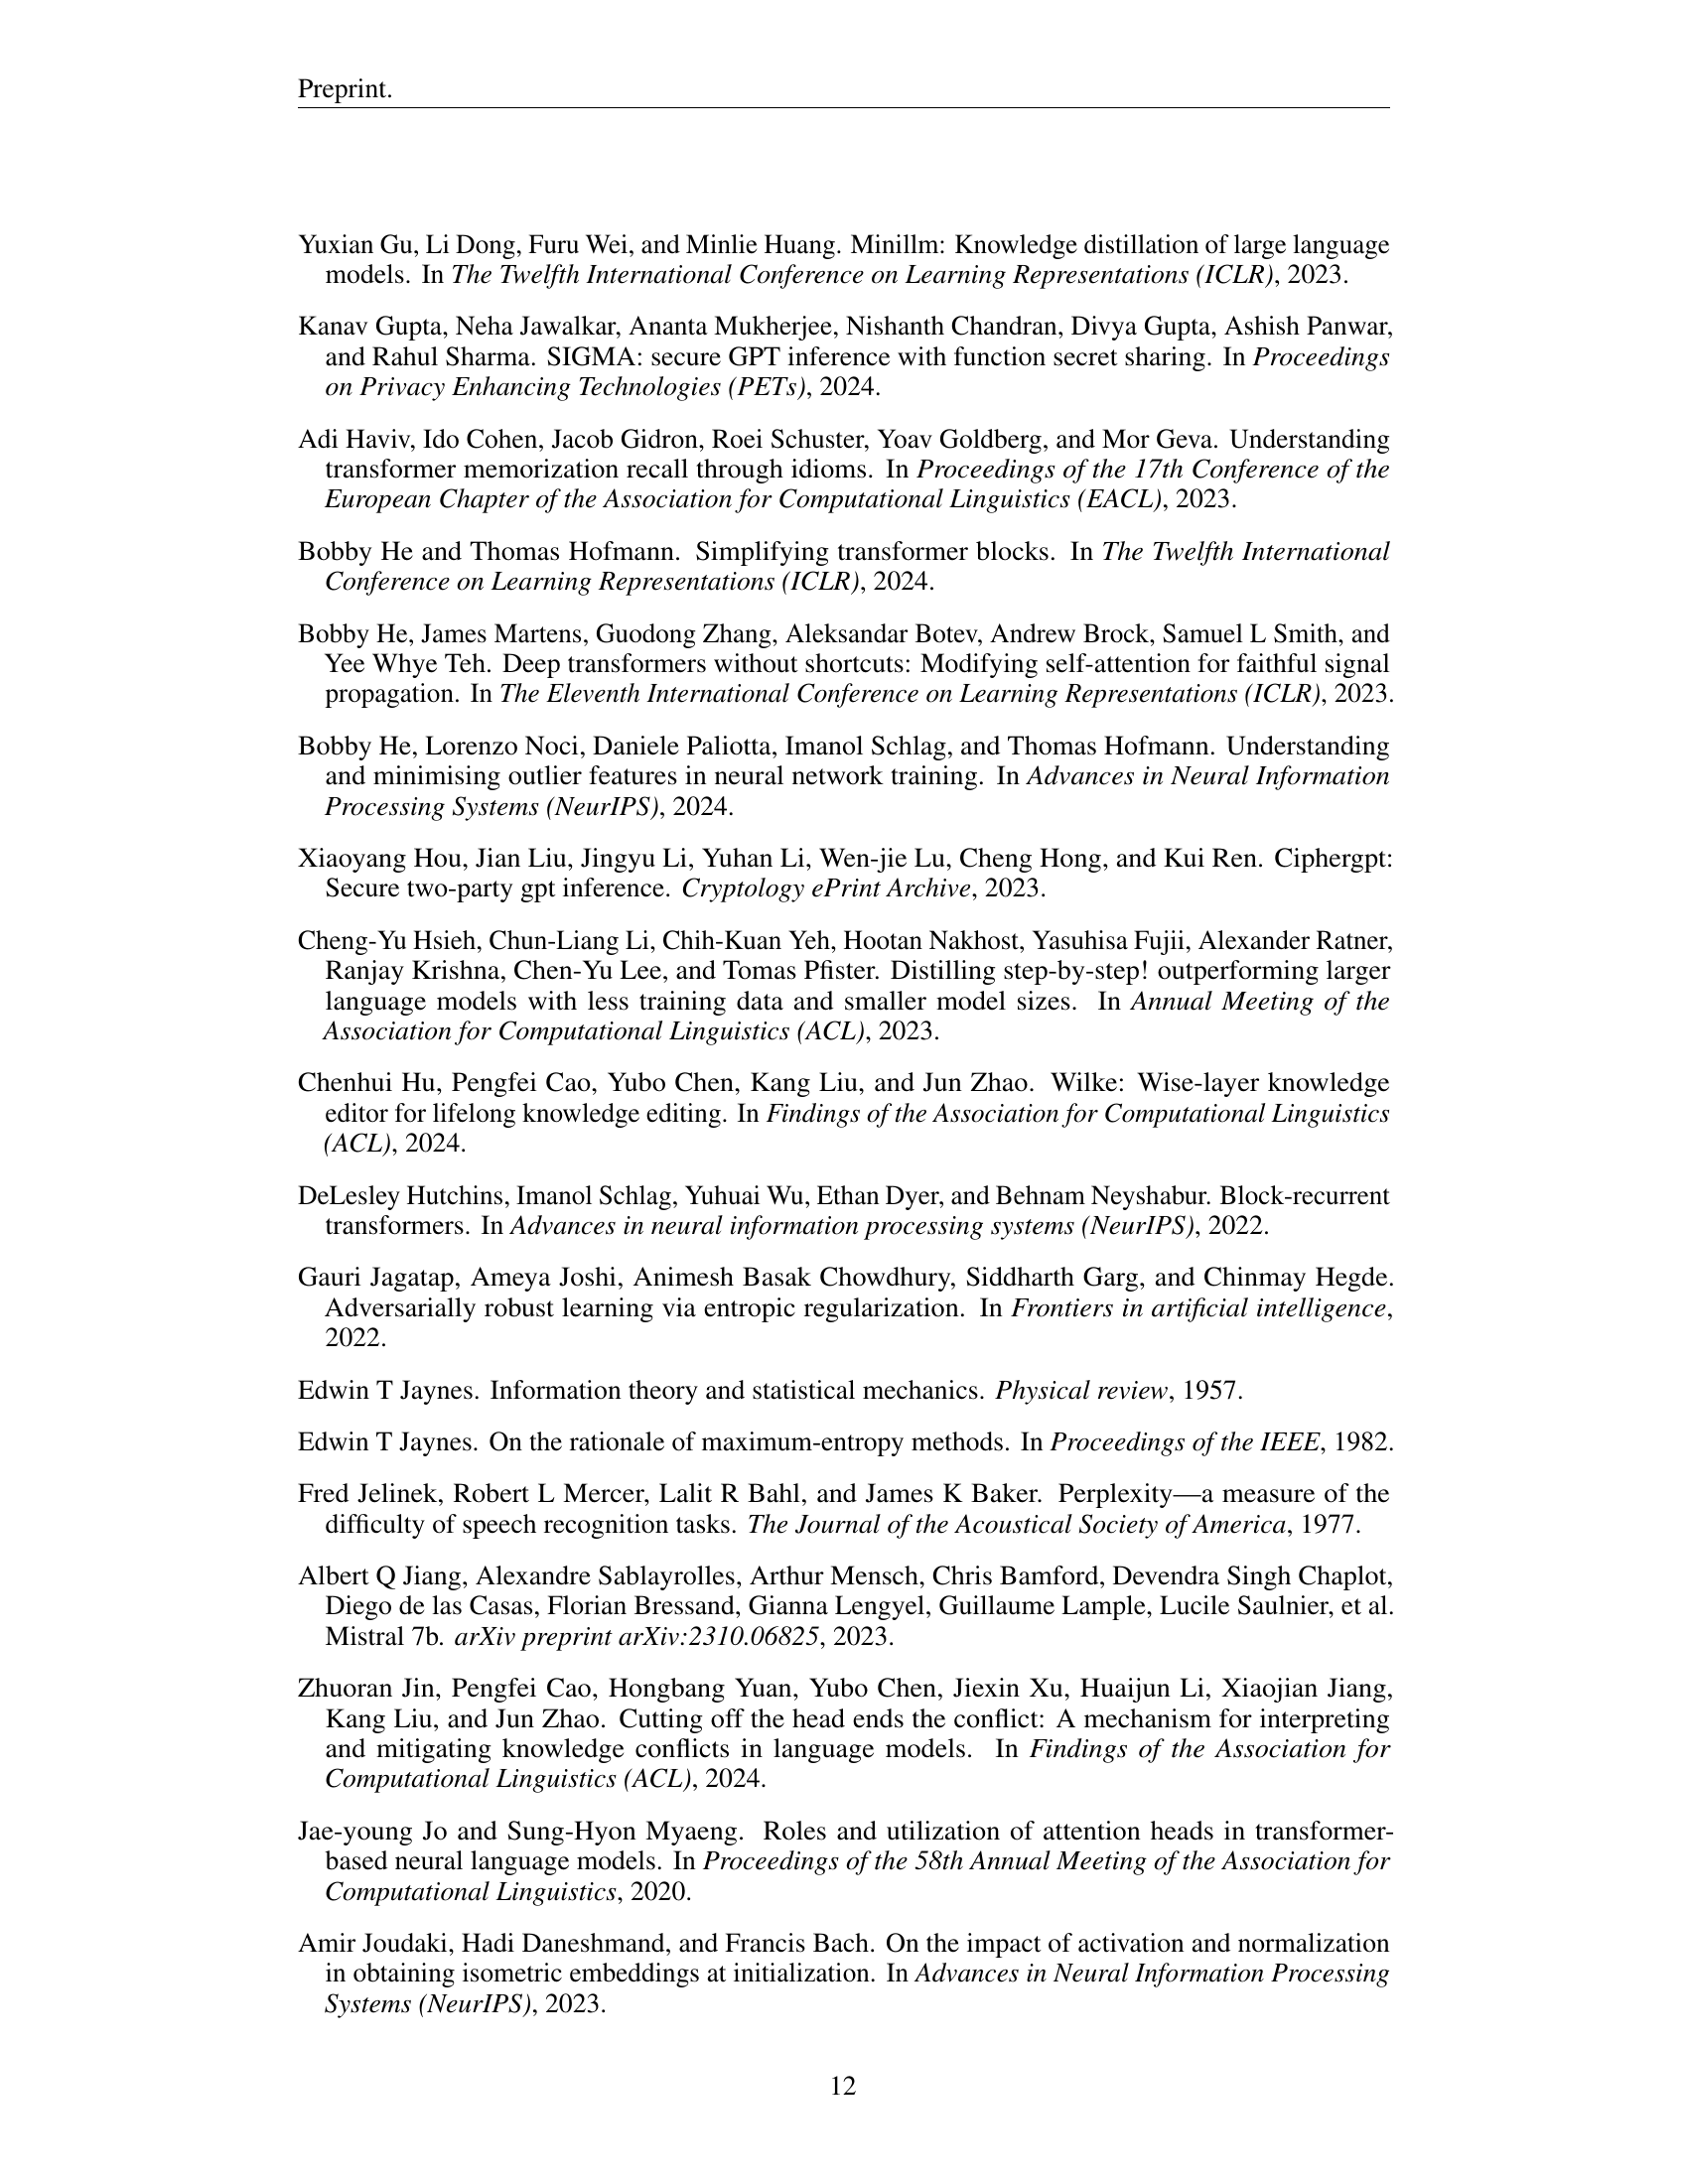 Preprint.
Yuxian Gu, Li Dong, Furu Wei, and Minlie Huang. Minillm: Knowledge distillation of large language
models. In The Twelfth International Conference on Learning Representations (ICLR), 2023.
Kanav Gupta, Neha Jawalkar, Ananta Mukherjee, Nishanth Chandran, Divya Gupta, Ashish Panwar,
and Rahul Sharma. SIGMA: secure GPT inference with function secret sharing. In Proceedings
on Privacy Enhancing Technologies (PETs), 2024.
Adi Haviv, Ido Cohen, Jacob Gidron, Roei Schuster, Yoav Goldberg, and Mor Geva. Understanding
transformer memorization recall through idioms. In Proceedings of the 17th Conference of the
European Chapter of the Association for Computational Linguistics (EACL), 2023.
Bobby He and Thomas Hofmann. Simplifying transformer blocks. In The Twelfth International
Conference on Learning Representations (ICLR), 2024.
Bobby He, James Martens, Guodong Zhang, Aleksandar Botev, Andrew Brock, Samuel L Smith, and
Yee Whye Teh. Deep transformers without shortcuts: Modifying self-attention for faithful signal
propagation. In The Eleventh International Conference on Learning Representations (ICLR), 2023.
Bobby He, Lorenzo Noci, Daniele Paliotta, Imanol Schlag, and Thomas Hofmann. Understanding
and minimising outlier features in neural network training. In Advances in Neural Information
Processing Systems (NeurIPS), 2024.
Xiaoyang Hou, Jian Liu, Jingyu Li, Yuhan Li, Wen-jie Lu, Cheng Hong, and Kui Ren. Ciphergpt:
Secure two-party gpt inference. Cryptology ePrint Archive, 2023.
Cheng-Yu Hsieh, Chun-Liang Li, Chih-Kuan Yeh, Hootan Nakhost, Yasuhisa Fujii, Alexander Ratner,
Ranjay Krishna, Chen-Yu Lee, and Tomas Pfister. Distilling step-by-step! outperforming larger
language models with less training data and smaller model sizes. In Annual Meeting of the
Association for Computational Linguistics (ACL), 2023.
Chenhui Hu, Pengfei Cao, Yubo Chen, Kang Liu, and Jun Zhao. Wilke: Wise-layer knowledge
editor for lifelong knowledge editing. In Findings of the Association for Computational Linguistics
(ACL), 2024.
DeLesley Hutchins, Imanol Schlag, Yuhuai Wu, Ethan Dyer, and Behnam Neyshabur. Block-recurrent
transformers. In Advances in neural information processing systems (NeurIPS), 2022.
Gauri Jagatap, Ameya Joshi, Animesh Basak Chowdhury, Siddharth Garg, and Chinmay Hegde.
Adversarially robust learning via entropic regularization. In Frontiers in artificial intelligence,
2022.
Edwin T Jaynes. Information theory and statistical mechanics. Physical review, 1957.
Edwin T Jaynes. On the rationale of maximum-entropy methods. In Proceedings of the IEEE, 1982.
Fred Jelinek, Robert L Mercer, Lalit R Bahl, and James K Baker. Perplexity—a measure of the
difficulty of speech recognition tasks. The Journal of the Acoustical Society of America, 1977.
Albert Q Jiang, Alexandre Sablayrolles, Arthur Mensch, Chris Bamford, Devendra Singh Chaplot,
Diego de las Casas, Florian Bressand, Gianna Lengyel, Guillaume Lample, Lucile Saulnier, et al.
Mistral 7b. arXiv preprint arXiv:2310.06825, 2023.
Zhuoran Jin, Pengfei Cao, Hongbang Yuan, Yubo Chen, Jiexin Xu, Huaijun Li, Xiaojian Jiang,
Kang Liu, and Jun Zhao. Cutting off the head ends the conflict: A mechanism for interpreting
and mitigating knowledge conflicts in language models. In Findings of the Association for
Computational Linguistics (ACL), 2024.
Jae-young Jo and Sung-Hyon Myaeng. Roles and utilization of attention heads in transformer-
based neural language models. In Proceedings of the 58th Annual Meeting of the Association for
Computational Linguistics, 2020.
Amir Joudaki, Hadi Daneshmand, and Francis Bach. On the impact of activation and normalization
in obtaining isometric embeddings at initialization. In Advances in Neural Information Processing
Systems (NeurIPS), 2023.
12